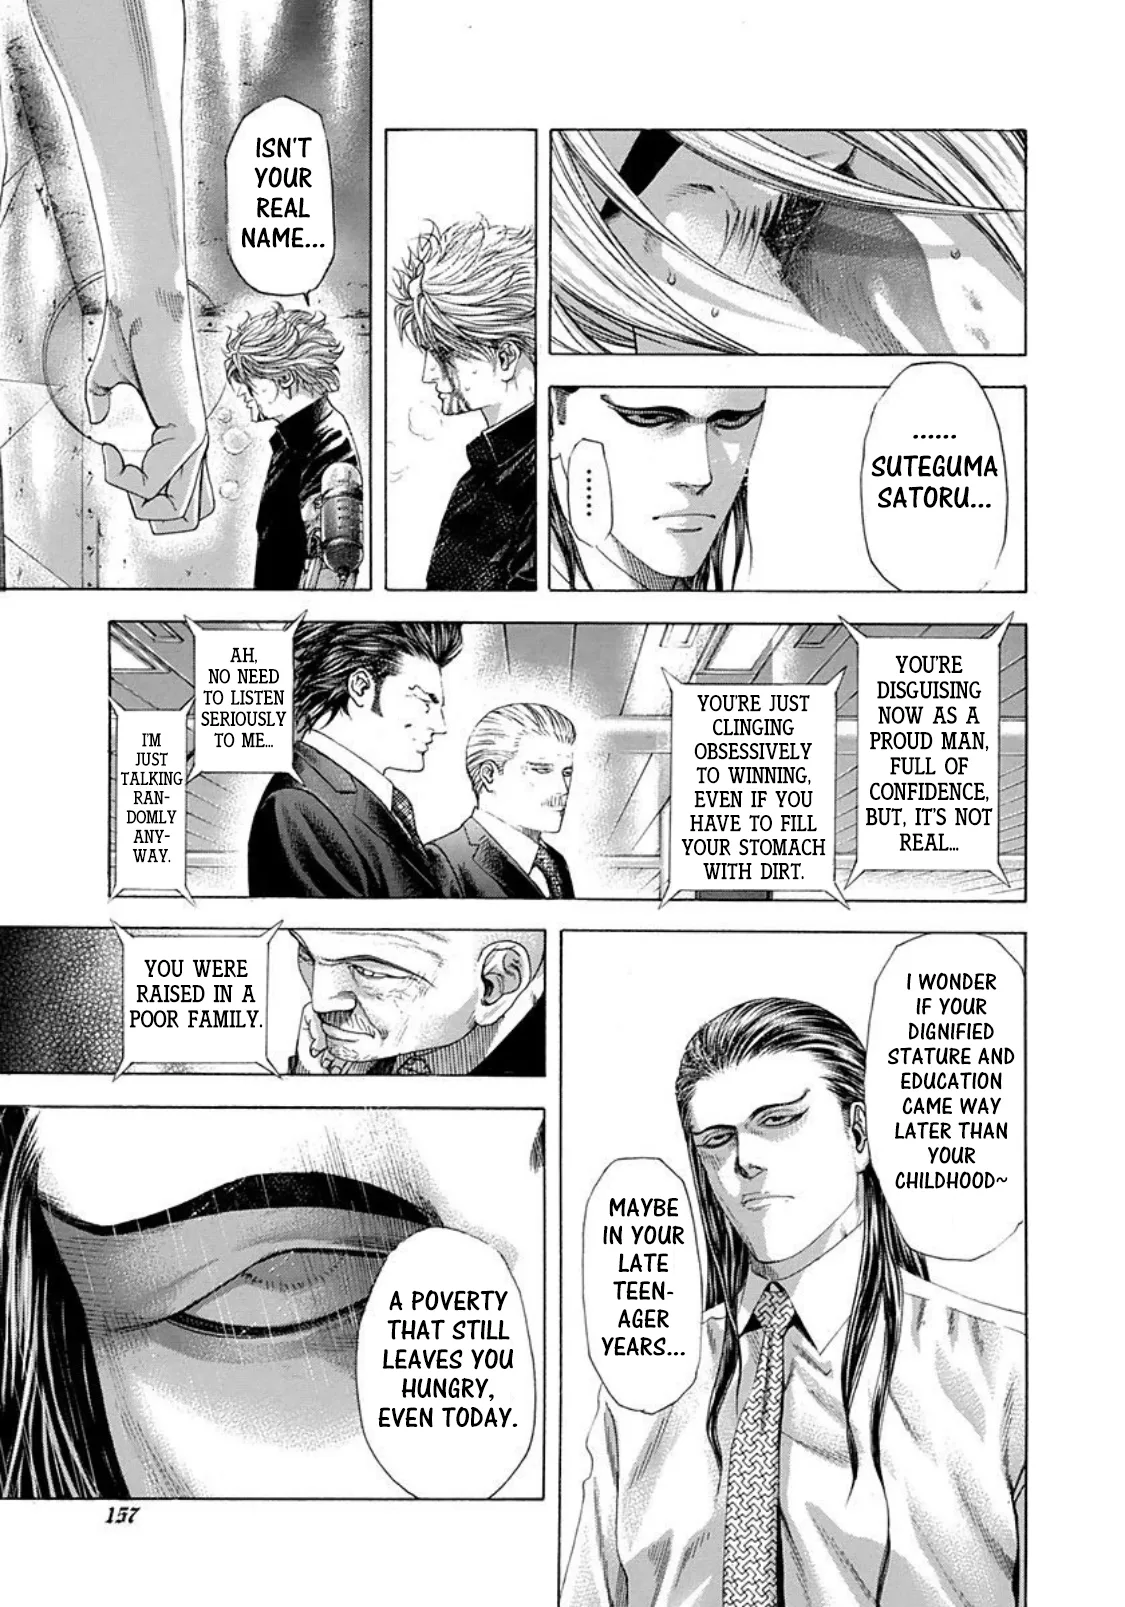 ......
SUTEGUMA
SATORU...
......
ISN'T
YOUR
REAL
NAME...
YOU'RE
DISGUISING
NOW AS A
PROUD MAN,
FULL OF
CONFIDENCE,
BUT, IT'S NOT
REAL...
YOU'RE JUST
CLINGING
OBSESSIVELY
TO WINNING,
EVEN IF YOU
HAVE TO FILL
YOUR STOMACH
WITH DIRT.
AH,
NO NEED
TO LISTEN
SERIOUSLY
TO ME...
I'M
JUST
TALKING
RAN-
DOMLY
ANY-
WAY.
I WONDER
IF YOUR
DIGNIFIED
STATURE AND
EDUCATION
CAME WAY
LATER THAN
YOUR
CHILDHOOD~
MAYBE
IN YOUR
LATE
TEEN-
AGER
YEARS...
YOU WERE
RAISED IN A
POOR FAMILY.
A POVERTY
THAT STILL
LEAVES YOU
HUNGRY,
EVEN TODAY.
157